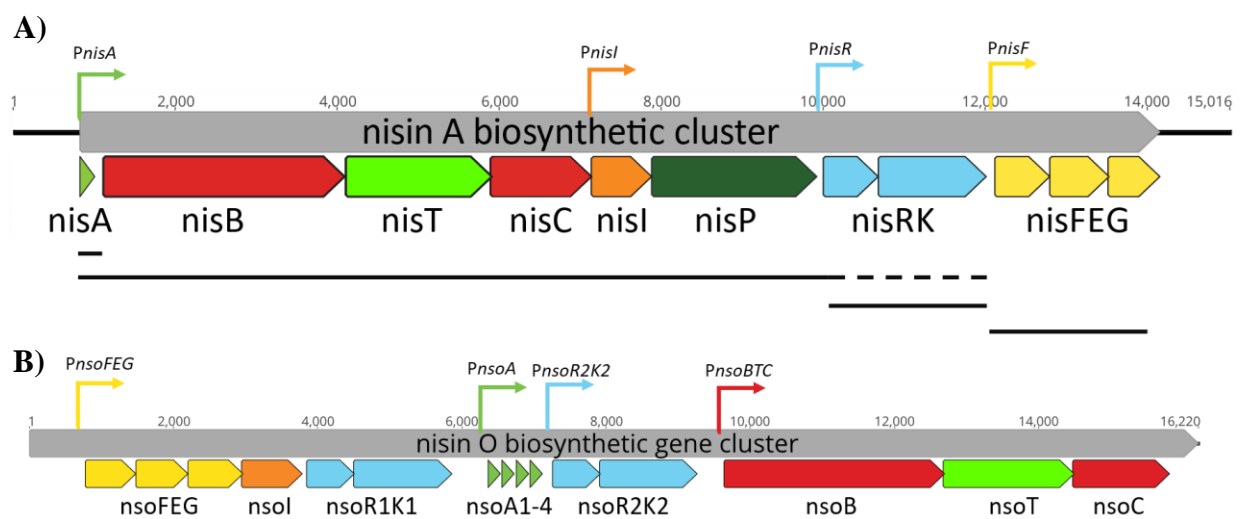 A)
PnisA PnisI PnisR PnisF
1 2,000 4,000 6,000 8,000 10,000 12,000 14,000 15,016
nisin A biosynthetic cluster
nisA nisB nisT nisC nisI nisP nisRK nisFEG
B)
PnsoFEG PnsoA PnsoR2K2 PnsoBTC
1 2,000 4,000 6,000 8,000 10,000 12,000 14,000 16,220
nisin O biosynthetic gene cluster
nsoFEG nsoI nsoR1K1 nsoA1-4 nsoR2K2 nsoB nsoT nsoC